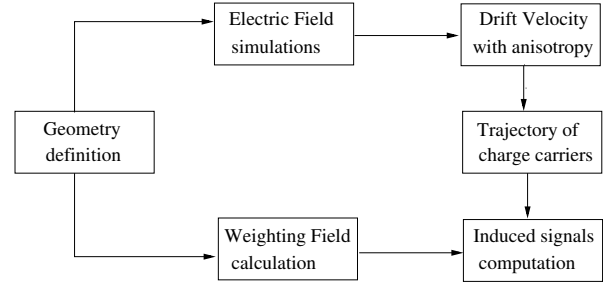 Electric Field
simulations
Drift Velocity
with anisotropy
Geometry
definition
Trajectory of
charge carriers
Weighting Field
calculation
Induced signals
computation